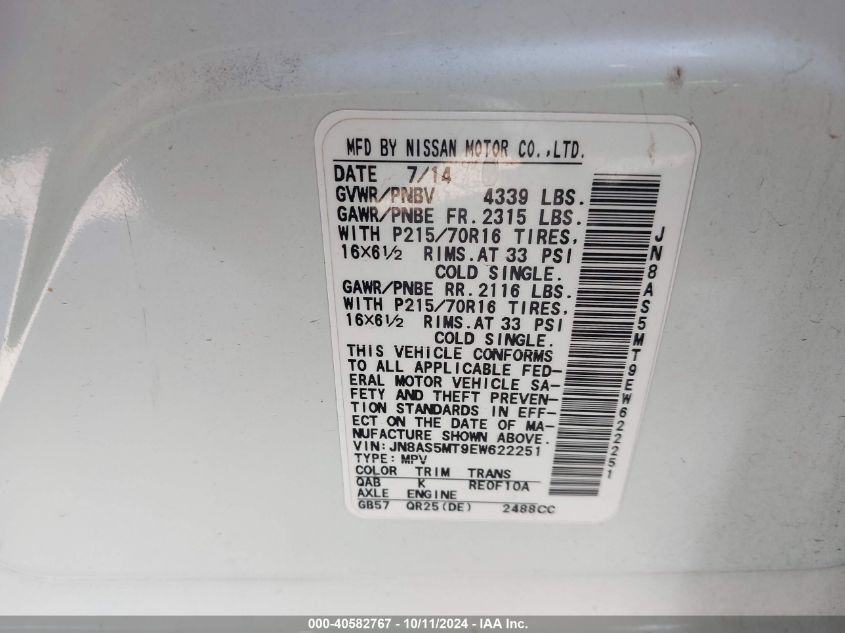 MFD BY NISSAN MOTOR CO.,LTD.
DATE 7/14
GVWR/PNBV 4339 LBS.
GAWR/PNBE FR. 2315 LBS.
WITH P215/70R16 TIRES,
16X6½ RIMS.AT 33 PSI
COLD SINGLE.
GAWR/PNBE RR. 2116 LBS.
WITH P215/70R16 TIRES,
16X6½ RIMS.AT 33 PSI
COLD SINGLE.
THIS VEHICLE CONFORMS
TO ALL APPLICABLE FED-
ERAL MOTOR VEHICLE SA-
FETY AND THEFT PREVEN-
TION STANDARDS IN EFF-
ECT ON THE DATE OF MA-
NUFACTURE SHOWN ABOVE.
VIN: JN8AS5MT9EW622251
TYPE: MPV
COLOR TRIM TRANS
QAB K RE0F10A
AXLE ENGINE
GB57 QR25(DE) 2488CC
JN8AS5MT9EW622251
000-40582767 - 10/11/2024 - IAA Inc.